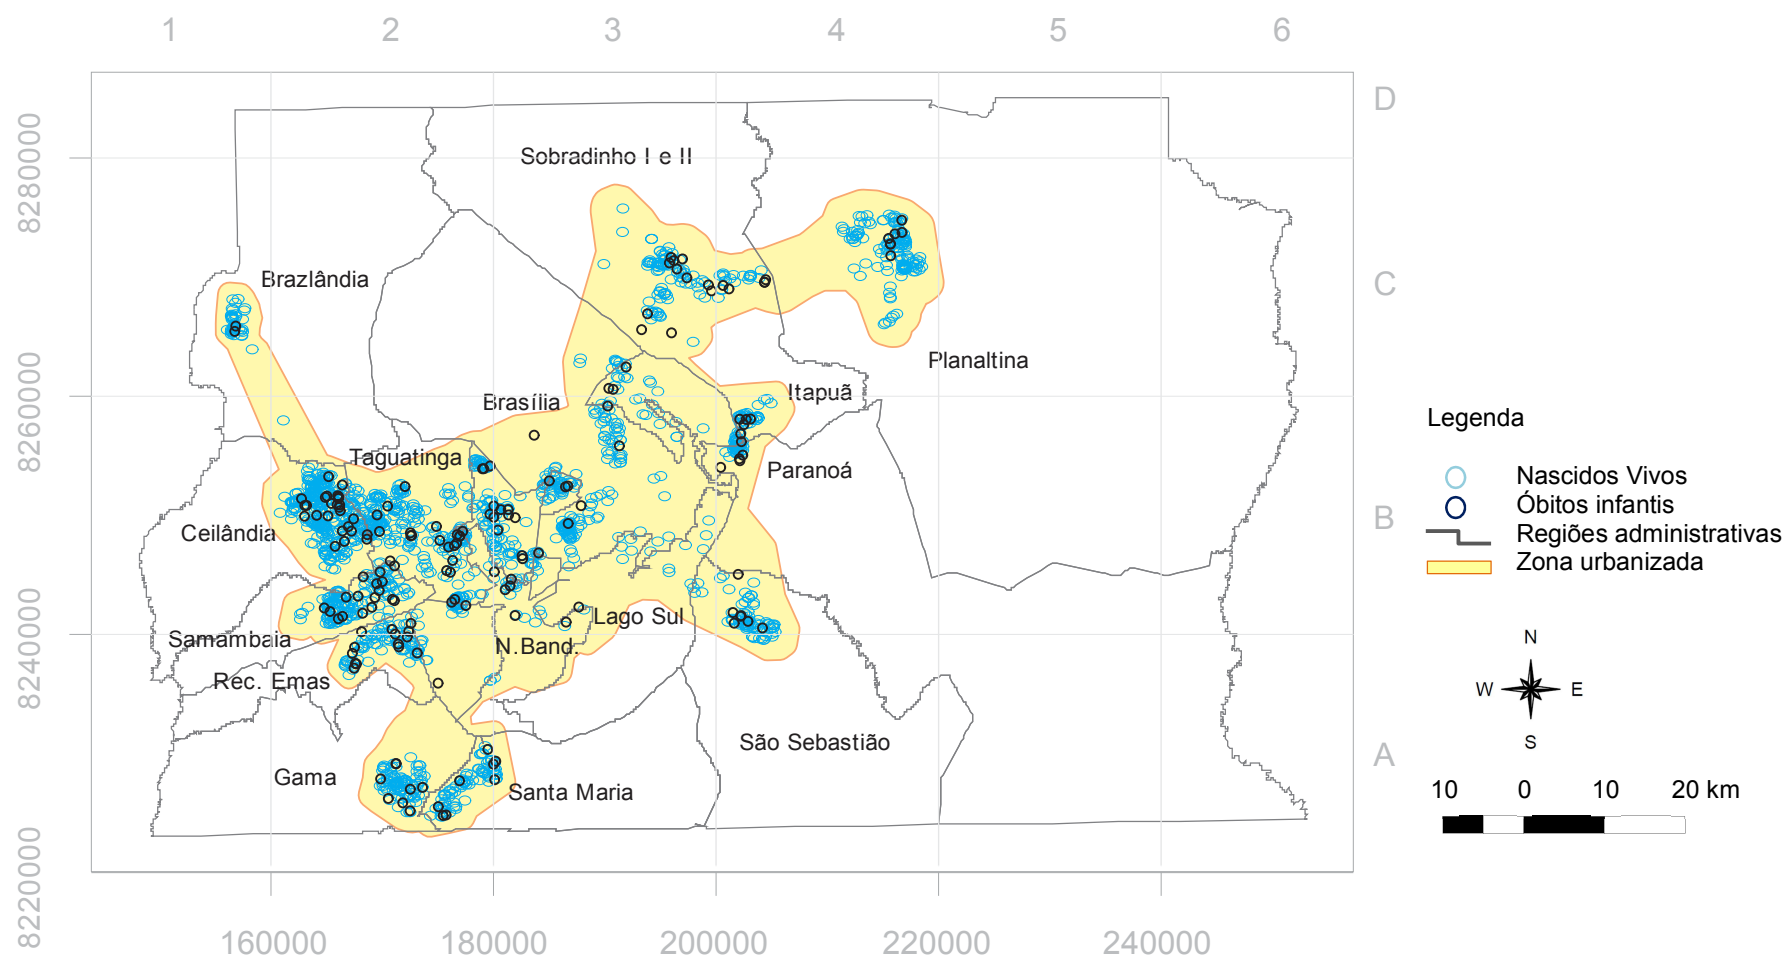 1 2 3 4 5 6
D
C
B
A
8280000
8260000
8240000
8220000
160000 180000 200000 220000 240000
Sobradinho I e II
Brazlândia
Planaltina
Itapuã
Brasília
Taguatinga
Paranoá
Ceilândia
Lago Sul
Samambaia
N.Band.
Rec. Emas
São Sebastião
Gama
Santa Maria
Legenda
Nascidos Vivos
Óbitos infantis
Regiões administrativas
Zona urbanizada
N
W E
S
10 0 10 20 km